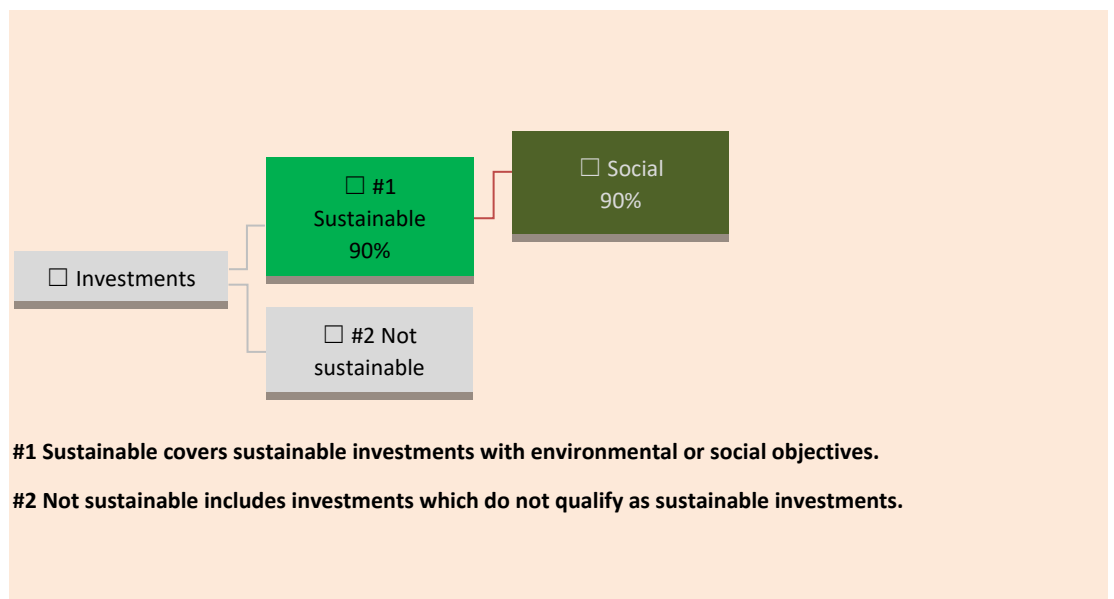 ☐ Social
90%
☐ #1
Sustainable
90%
☐ Investments
☐ #2 Not
sustainable
#1 Sustainable covers sustainable investments with environmental or social objectives.
#2 Not sustainable includes investments which do not qualify as sustainable investments.